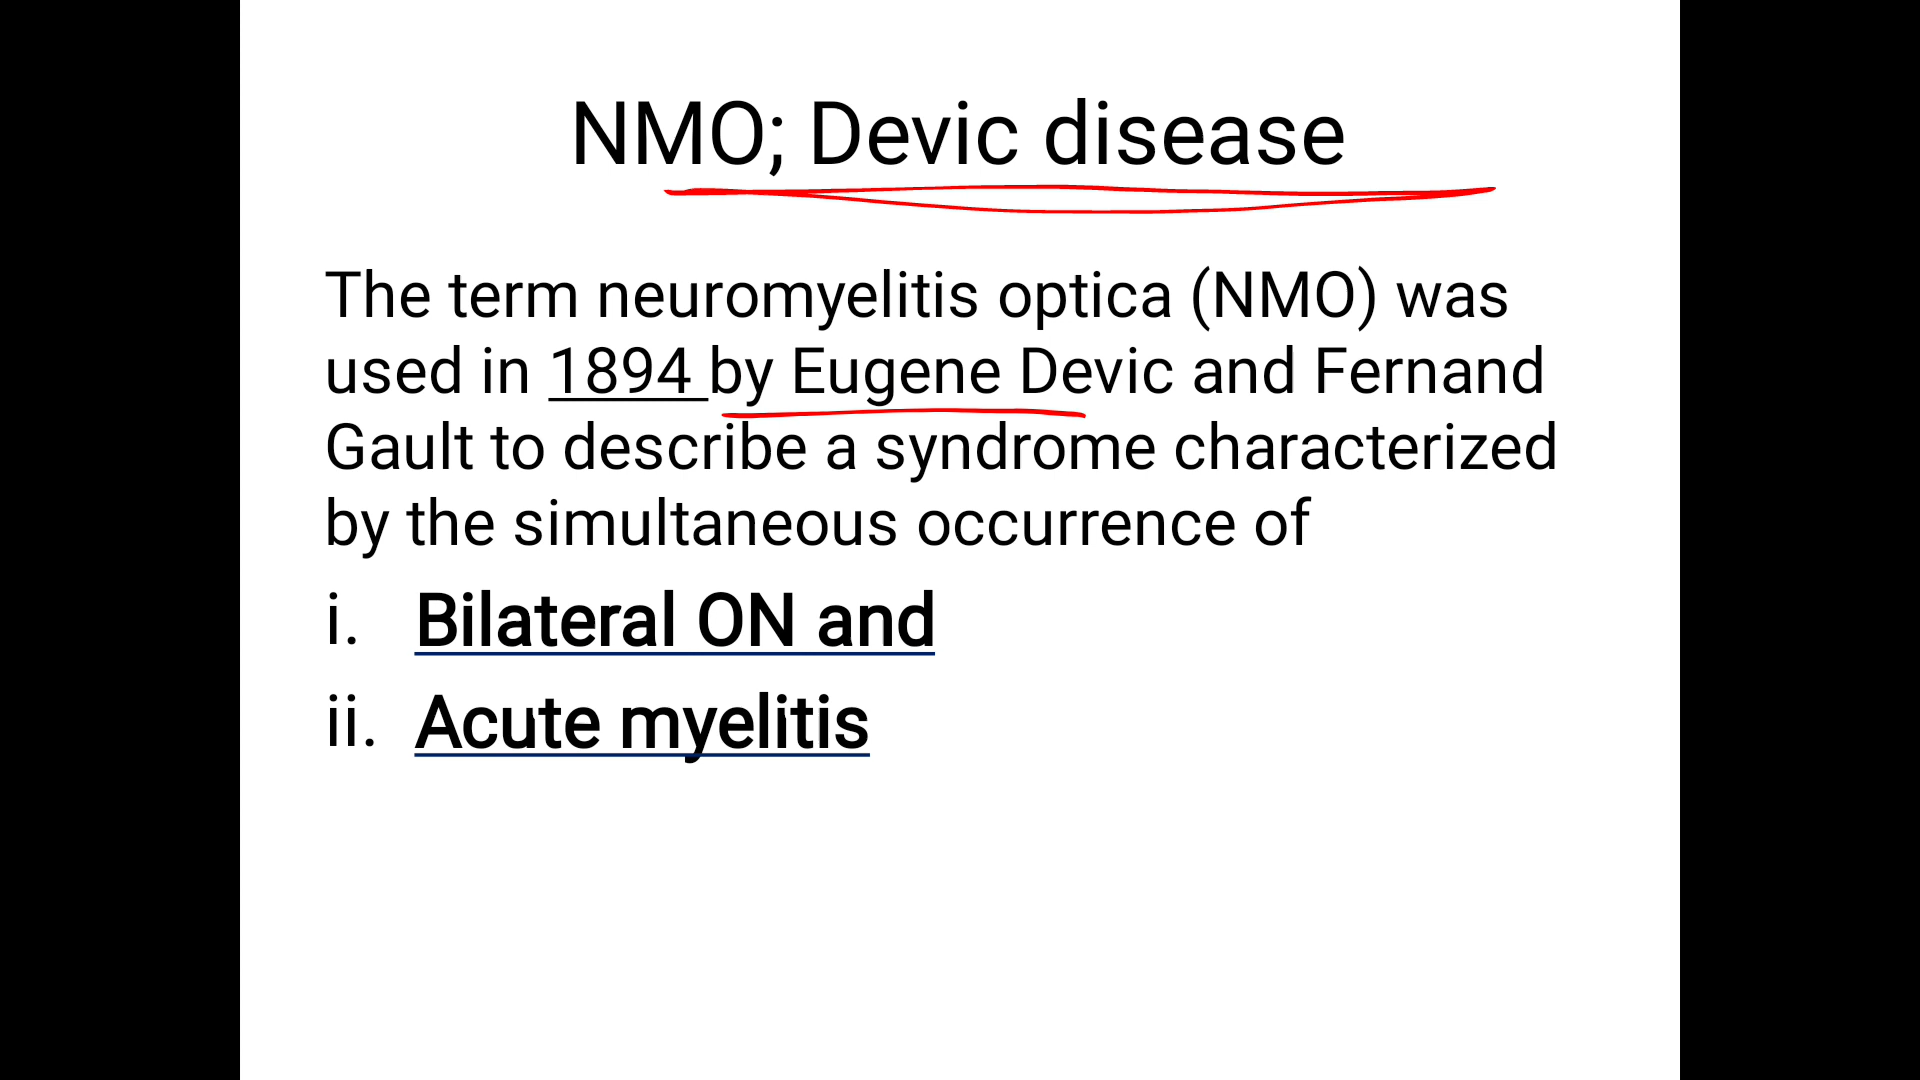 NMO; Devic disease
The term neuromyelitis optica (NMO) was
used in 1894 by Eugene Devic and Fernand
Gault to describe a syndrome characterized
by the simultaneous occurrence of
i. Bilateral ON and
ii. Acute myelitis